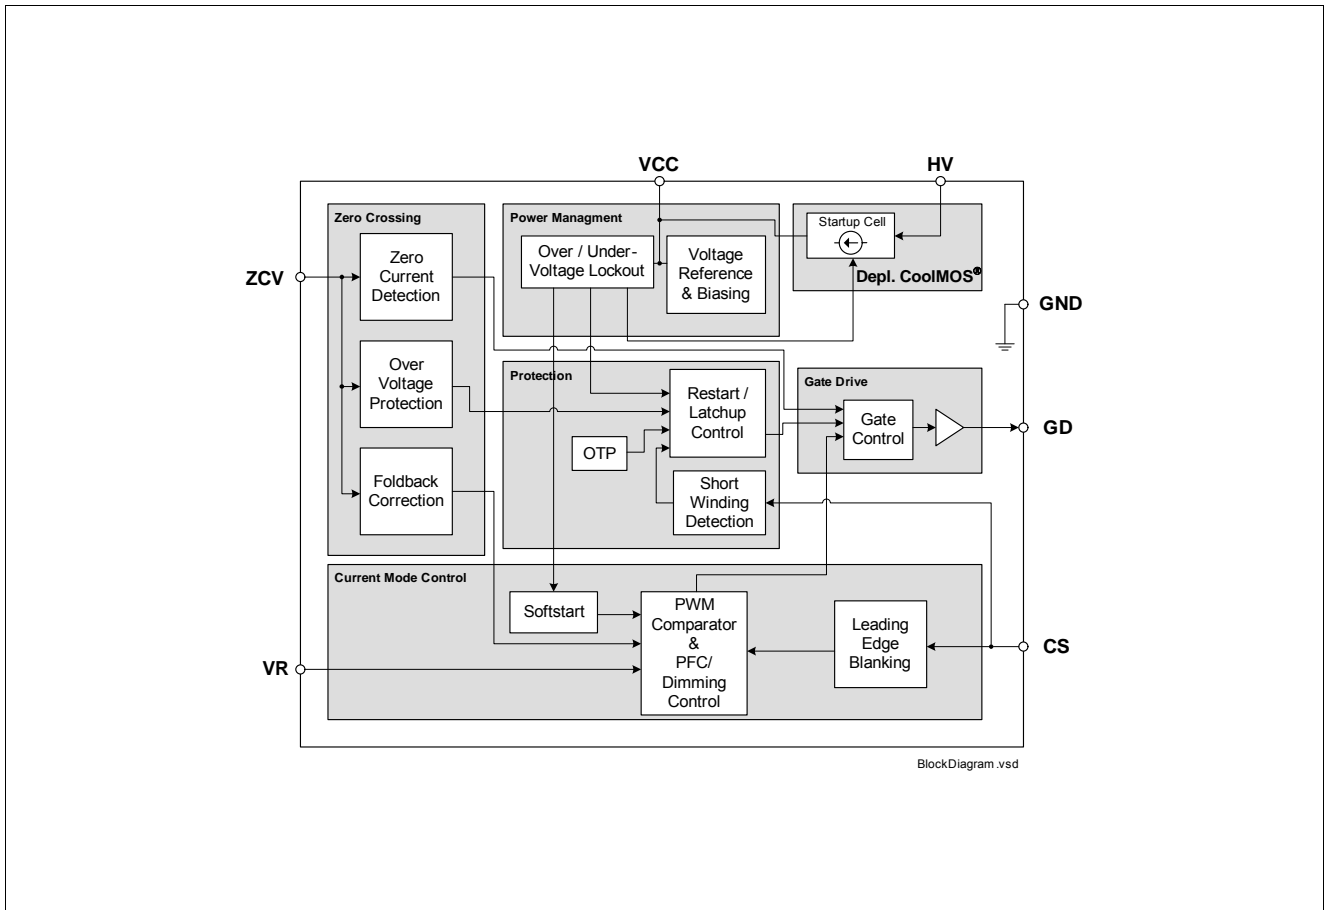 VCC
HV
Zero Crossing
Power Managment
Startup Cell
Zero
Current
Detection
Over / Under-
Voltage Lockout
Voltage
Reference
& Biasing
Depl. CoolMOS®
ZCV
GND
Over
Voltage
Protection
Protection
Restart /
Latchup
Control
Gate Drive
Gate
Control
GD
OTP
Foldback
Correction
Short
Winding
Detection
Current Mode Control
Softstart
PWM
Comparator
&
PFC/
Dimming
Control
Leading
Edge
Blanking
CS
VR
BlockDiagram.vsd